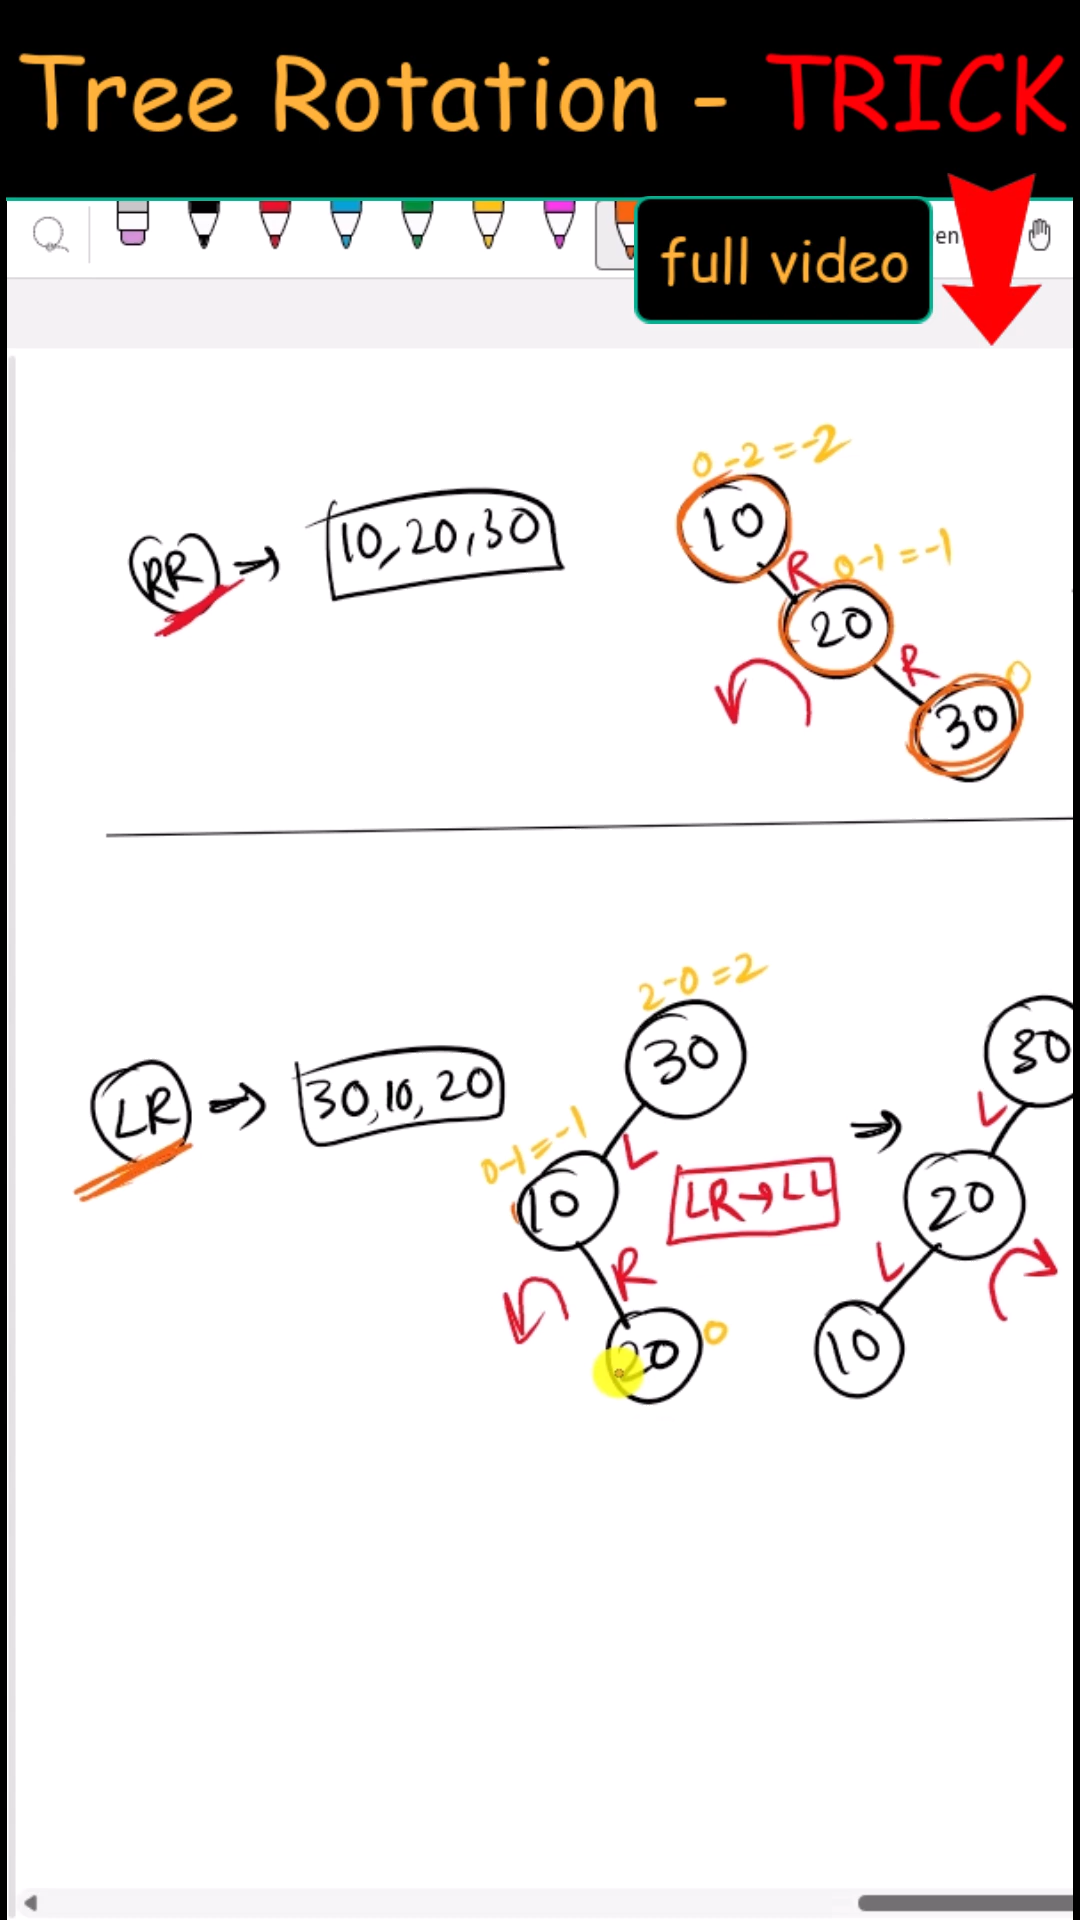 Tree Rotation - TRICK
full video
en
0-2=-2
10
RR → 10,20,30
R 0-1=-1
20
R 0
30
2-0=2
30
30
LR → 30,10,20
→
0-1=-1
L
L
10
LR→LL
20
R
L
20 0
10